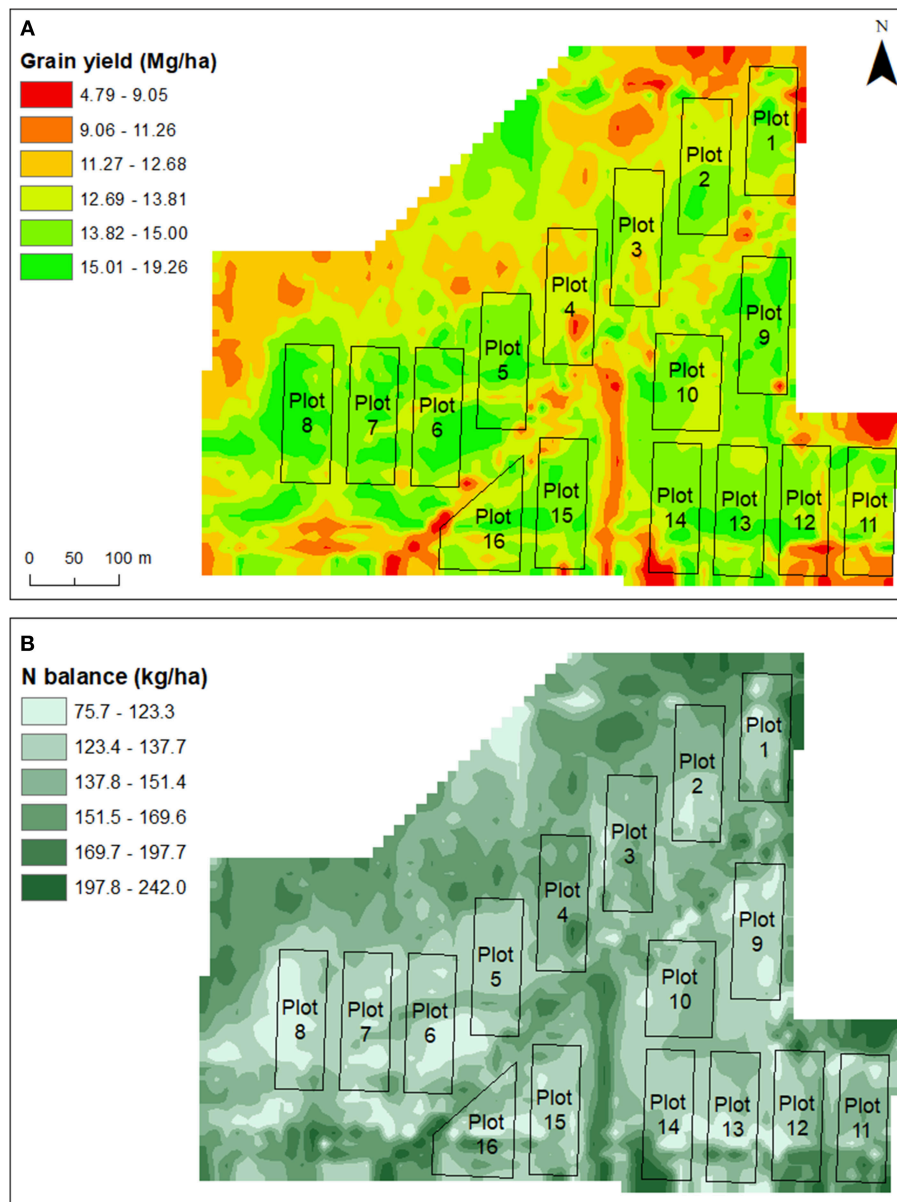 A
Grain yield (Mg/ha)
4.79 - 9.05
9.06 - 11.26
11.27 - 12.68
12.69 - 13.81
13.82 - 15.00
15.01 - 19.26
N
Plot
1
Plot
2
Plot
3
Plot
4
Plot
5
Plot
6
Plot
7
Plot
8
Plot
9
Plot
10
Plot
11
Plot
12
Plot
13
Plot
14
Plot
15
Plot
16
0 50 100 m
B
N balance (kg/ha)
75.7 - 123.3
123.4 - 137.7
137.8 - 151.4
151.5 - 169.6
169.7 - 197.7
197.8 - 242.0
Plot
1
Plot
2
Plot
3
Plot
4
Plot
5
Plot
6
Plot
7
Plot
8
Plot
9
Plot
10
Plot
11
Plot
12
Plot
13
Plot
14
Plot
15
Plot
16